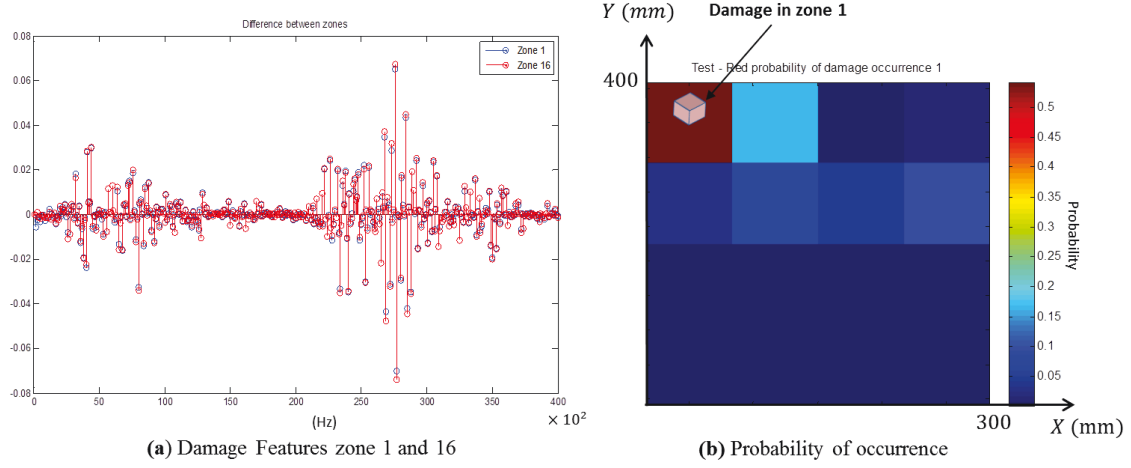 Difference between zones
Zone 1
Zone 16
0.08
0.06
0.04
0.02
0
-0.02
-0.04
-0.06
-0.08
0 50 100 150 200 250 300 350 400
(Hz)
× 10²
(a) Damage Features zone 1 and 16
Y (mm)
Damage in zone 1
Test - Red probability of damage occurrence 1
400
0.5
0.45
0.4
0.35
0.3
0.25
0.2
0.15
0.1
0.05
Probability
300
X (mm)
(b) Probability of occurrence